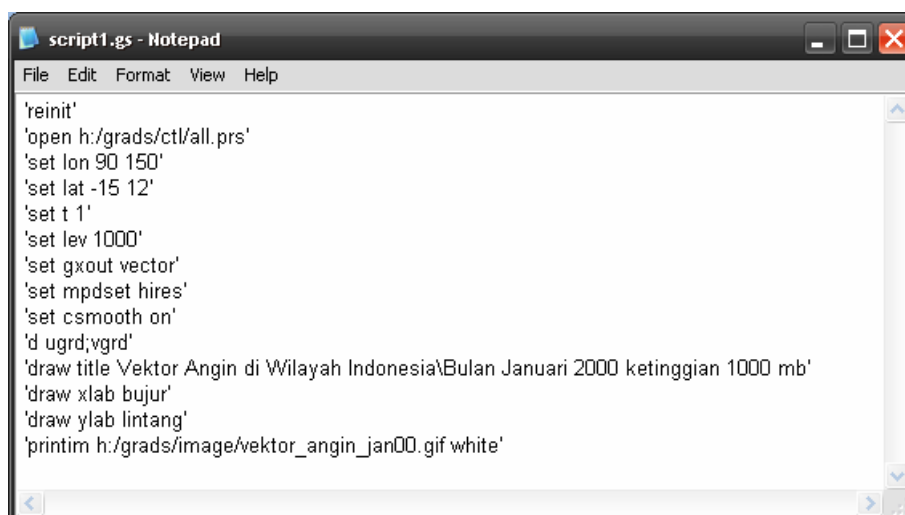 script1.gs - Notepad
File Edit Format View Help
'reinit'
'open h:/grads/ctl/all.prs'
'set lon 90 150'
'set lat -15 12'
'set t 1'
'set lev 1000'
'set gxout vector'
'set mpdset hires'
'set csmooth on'
'd ugrd;vgrd'
'draw title Vektor Angin di Wilayah Indonesia\Bulan Januari 2000 ketinggian 1000 mb'
'draw xlab bujur'
'draw ylab lintang'
'printim h:/grads/image/vektor_angin_jan00.gif white'